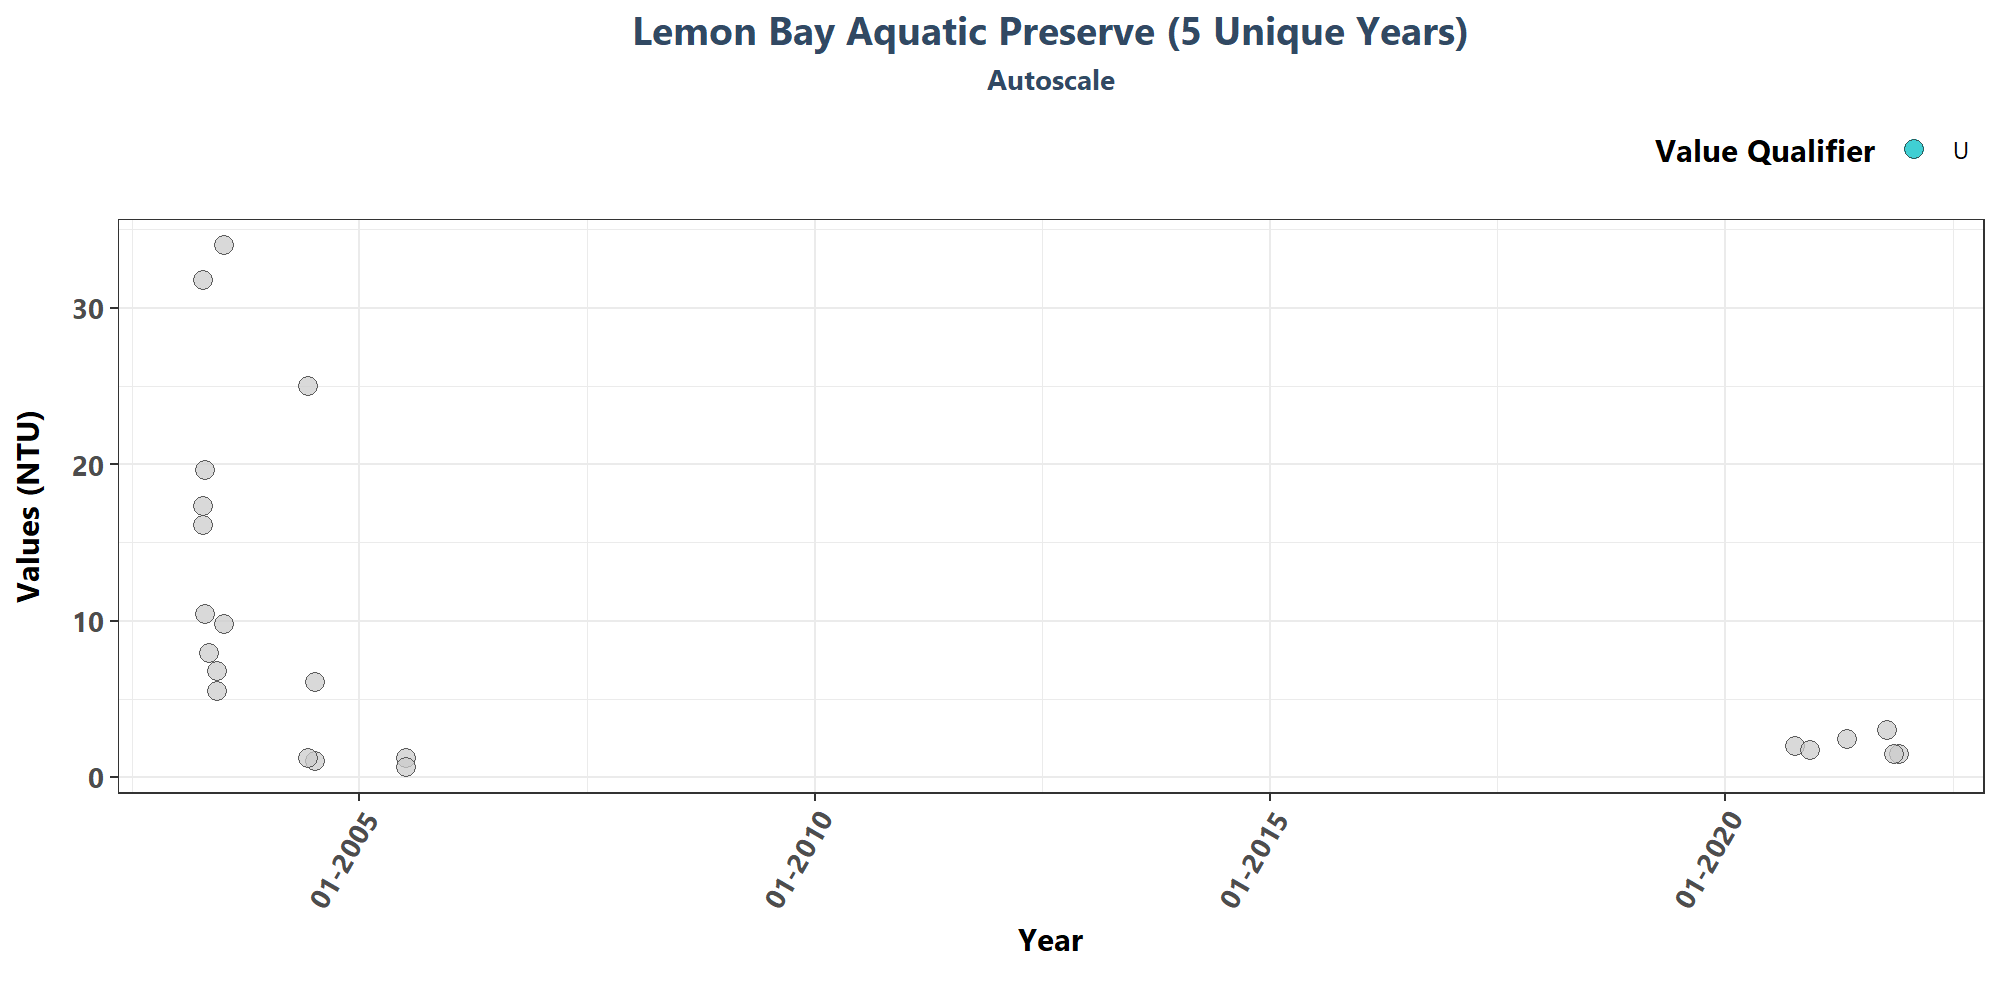 Lemon Bay Aquatic Preserve (5 Unique Years)
Autoscale
Value Qualifier U
Values (NTU)
30
20
10
0
01-2005
01-2010
01-2015
01-2020
Year